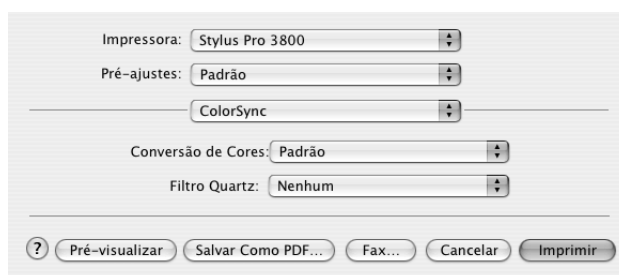 Impressora: Stylus Pro 3800
Pré-ajustes: Padrão
ColorSync
Conversão de Cores: Padrão
Filtro Quartz: Nenhum
? Pré-visualizar Salvar Como PDF... Fax... Cancelar Imprimir